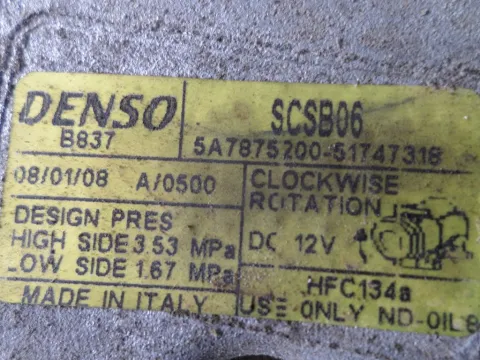 DENSO
B837
SCSB06
5A7875200-51747318
08/01/08 A/0500
CLOCKWISE
ROTATION
DESIGN PRES
HIGH SIDE 3.53 MPa
LOW SIDE 1.67 MPa
DC 12V
HFC134a
MADE IN ITALY
USE ONLY ND-OIL8